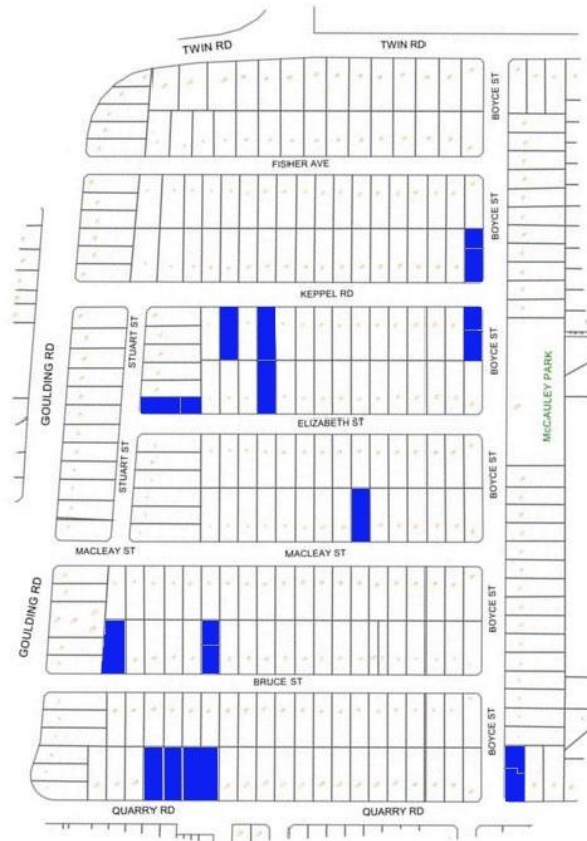 TWIN RD
TWIN RD
BOYCE ST
FISHER AVE
BOYCE ST
KEPPEL RD
STUART ST
BOYCE ST
GOULDING RD
McCAULEY PARK
ELIZABETH ST
STUART ST
BOYCE ST
MACLEAY ST
MACLEAY ST
GOULDING RD
BOYCE ST
BRUCE ST
BOYCE ST
QUARRY RD
QUARRY RD